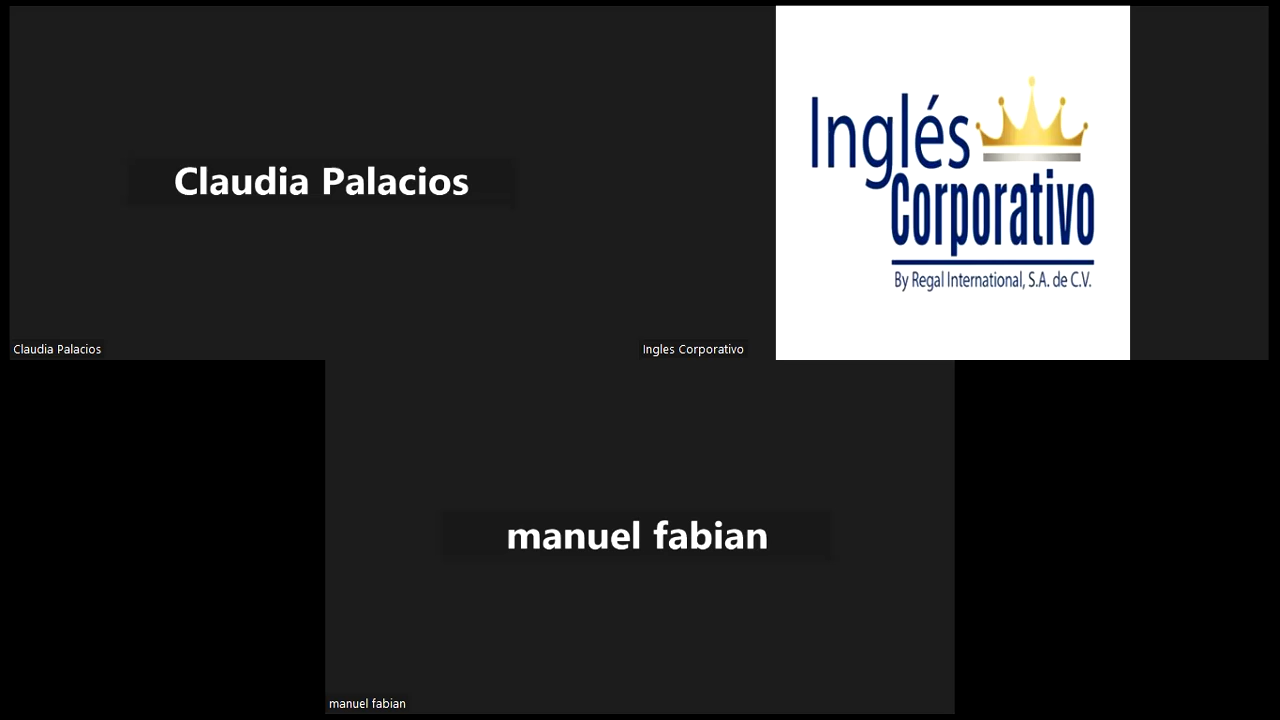 Claudia Palacios
Claudia Palacios
Inglés
Corporativo
By Regal International, S.A. de C.V.
Ingles Corporativo
manuel fabian
manuel fabian